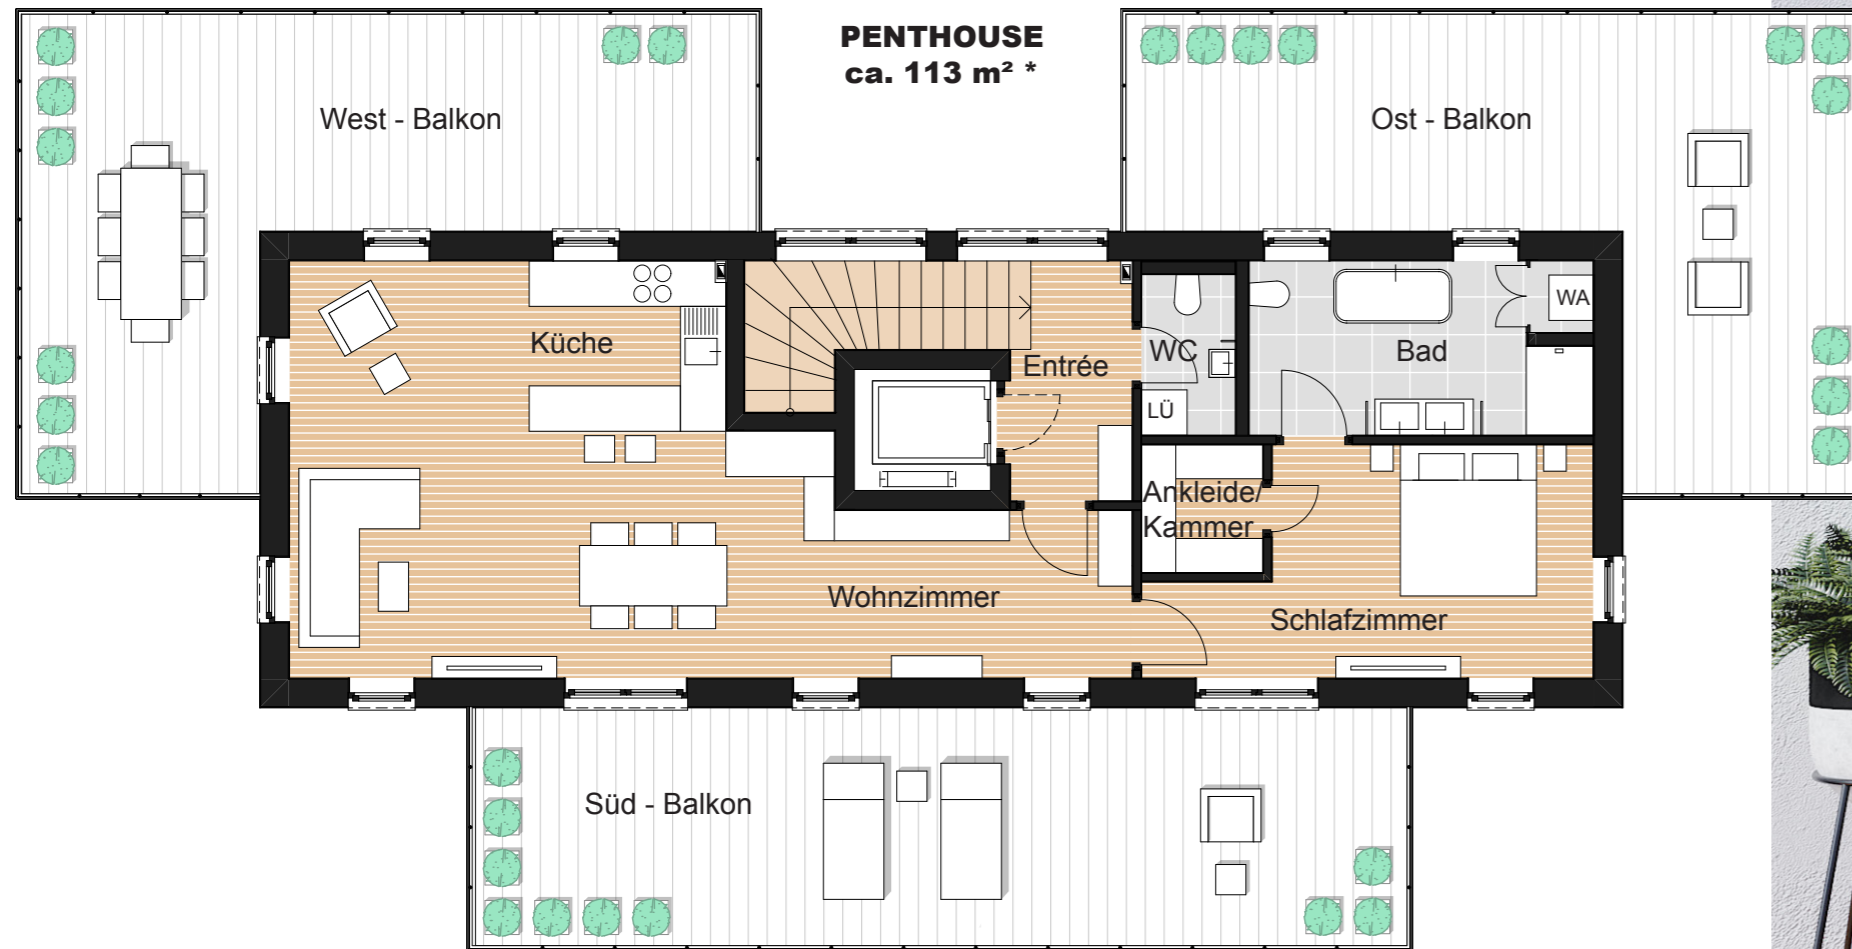 PENTHOUSE
ca. 113 m² *
West - Balkon
Ost - Balkon
WA
Küche
WC
Bad
Entrée
LÜ
Ankleide/
Kammer
Wohnzimmer
Schlafzimmer
Süd - Balkon